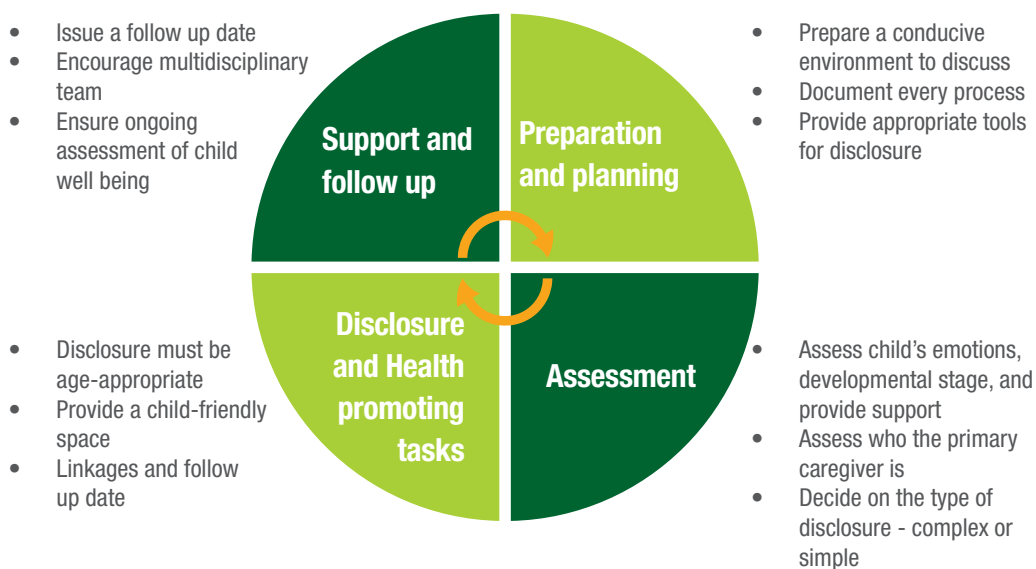 • Issue a follow up date
• Encourage multidisciplinary
team
• Ensure ongoing
assessment of child
well being
Support and
follow up
Preparation
and planning
• Prepare a conducive
environment to discuss
• Document every process
• Provide appropriate tools
for disclosure
• Disclosure must be
age-appropriate
• Provide a child-friendly
space
• Linkages and follow
up date
Disclosure
and Health
promoting
tasks
Assessment
• Assess child’s emotions,
developmental stage, and
provide support
• Assess who the primary
caregiver is
• Decide on the type of
disclosure - complex or
simple